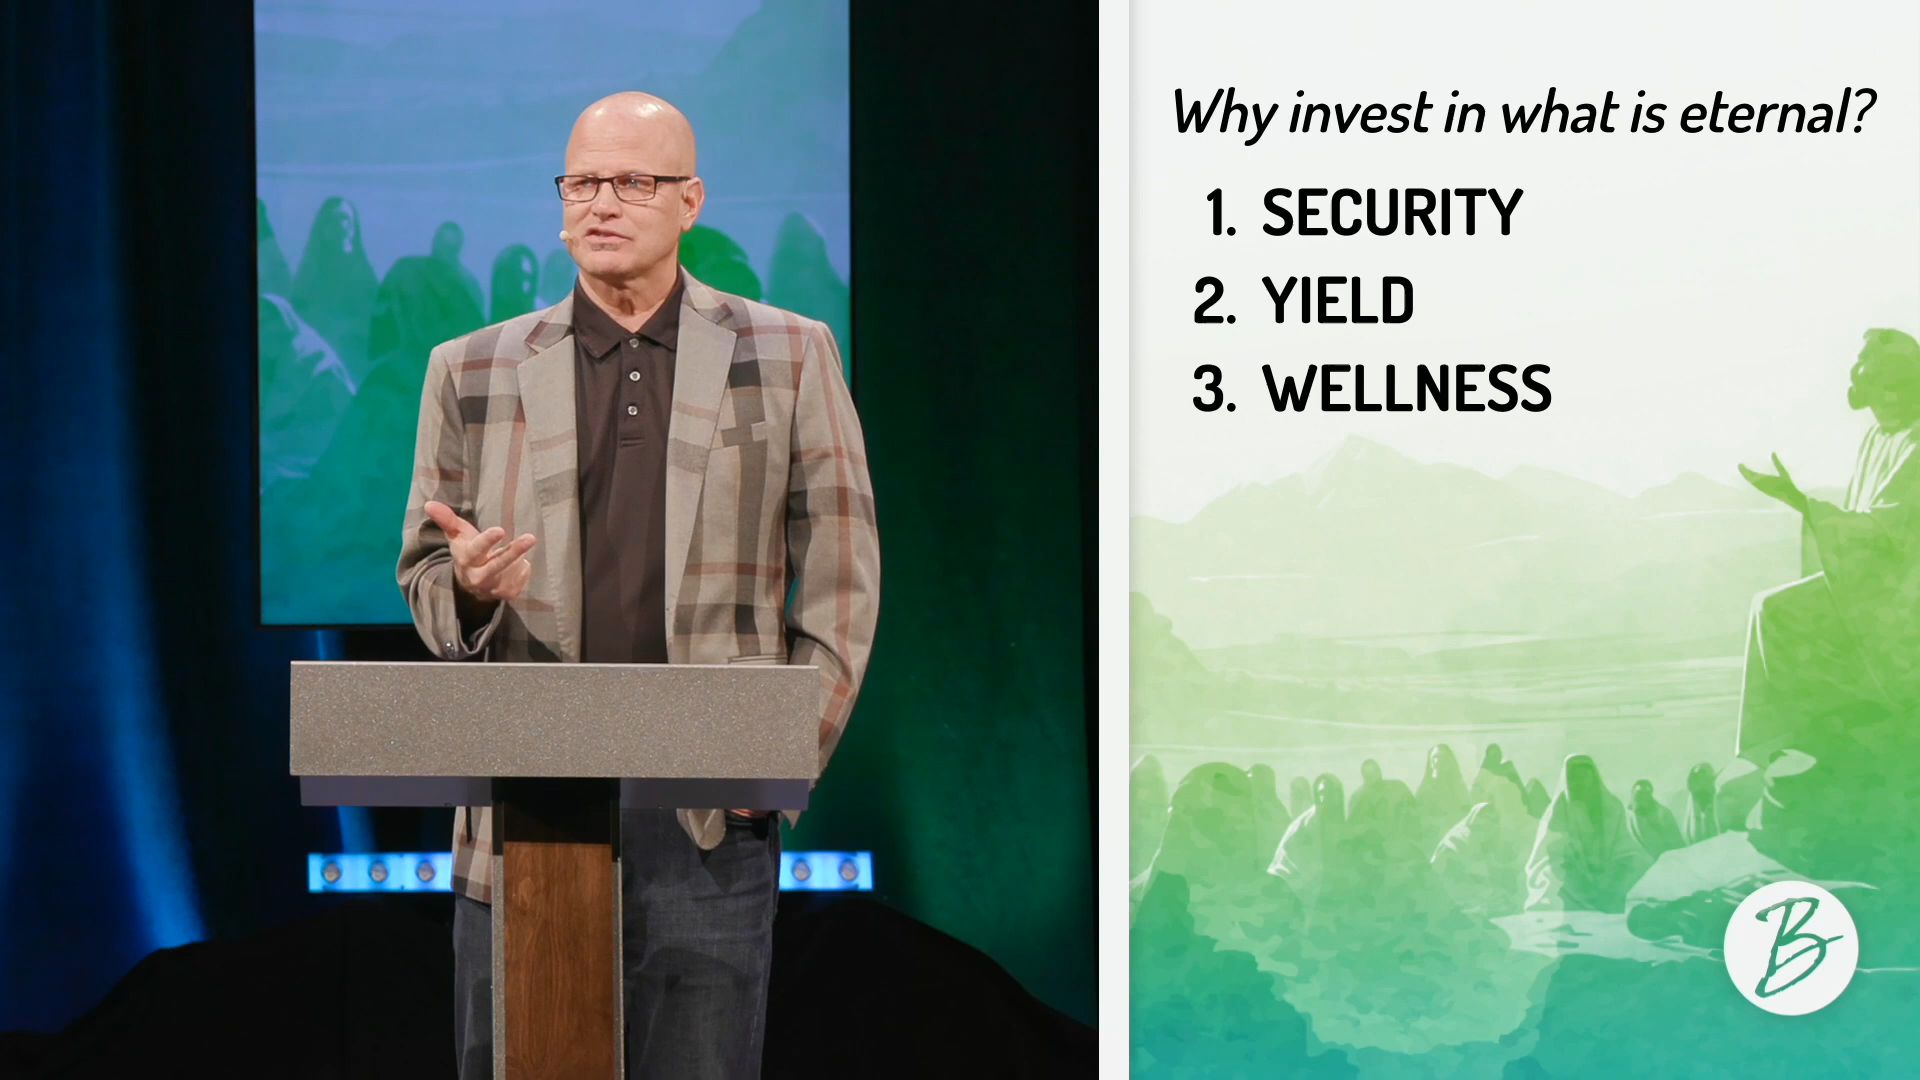 Why invest in what is eternal?
1. SECURITY
2. YIELD
3. WELLNESS
B